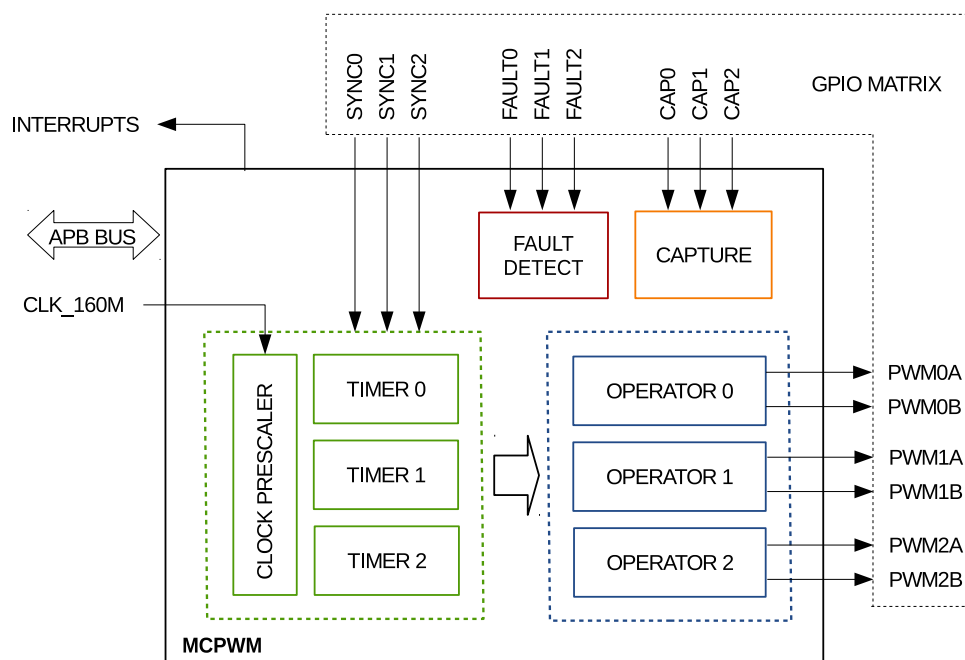 SYNC0
SYNC1
SYNC2
FAULT0
FAULT1
FAULT2
CAP0
CAP1
CAP2
GPIO MATRIX
INTERRUPTS
APB BUS
FAULT
DETECT
CAPTURE
CLK_160M
CLOCK PRESCALER
TIMER 0
TIMER 1
TIMER 2
OPERATOR 0
OPERATOR 1
OPERATOR 2
PWM0A
PWM0B
PWM1A
PWM1B
PWM2A
PWM2B
MCPWM